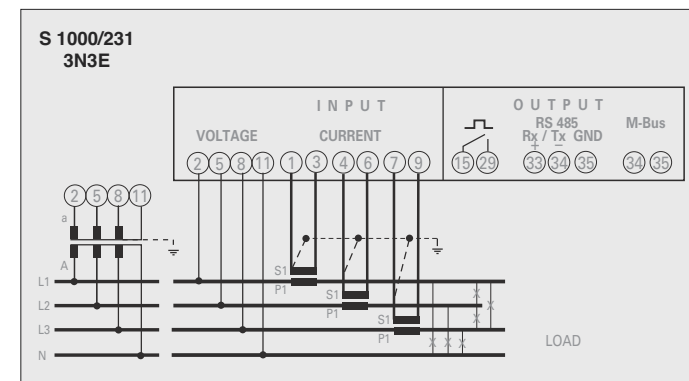 S 1000/231
3N3E
INPUT
OUTPUT
VOLTAGE
CURRENT
RS 485
Rx / Tx GND
+ −
M-Bus
2 5 8 11 1 3 4 6 7 9 15 29 33 34 35 34 35
2 5 8 11
a
A
S1
P1
S1
P1
S1
P1
L1
L2
L3
N
LOAD